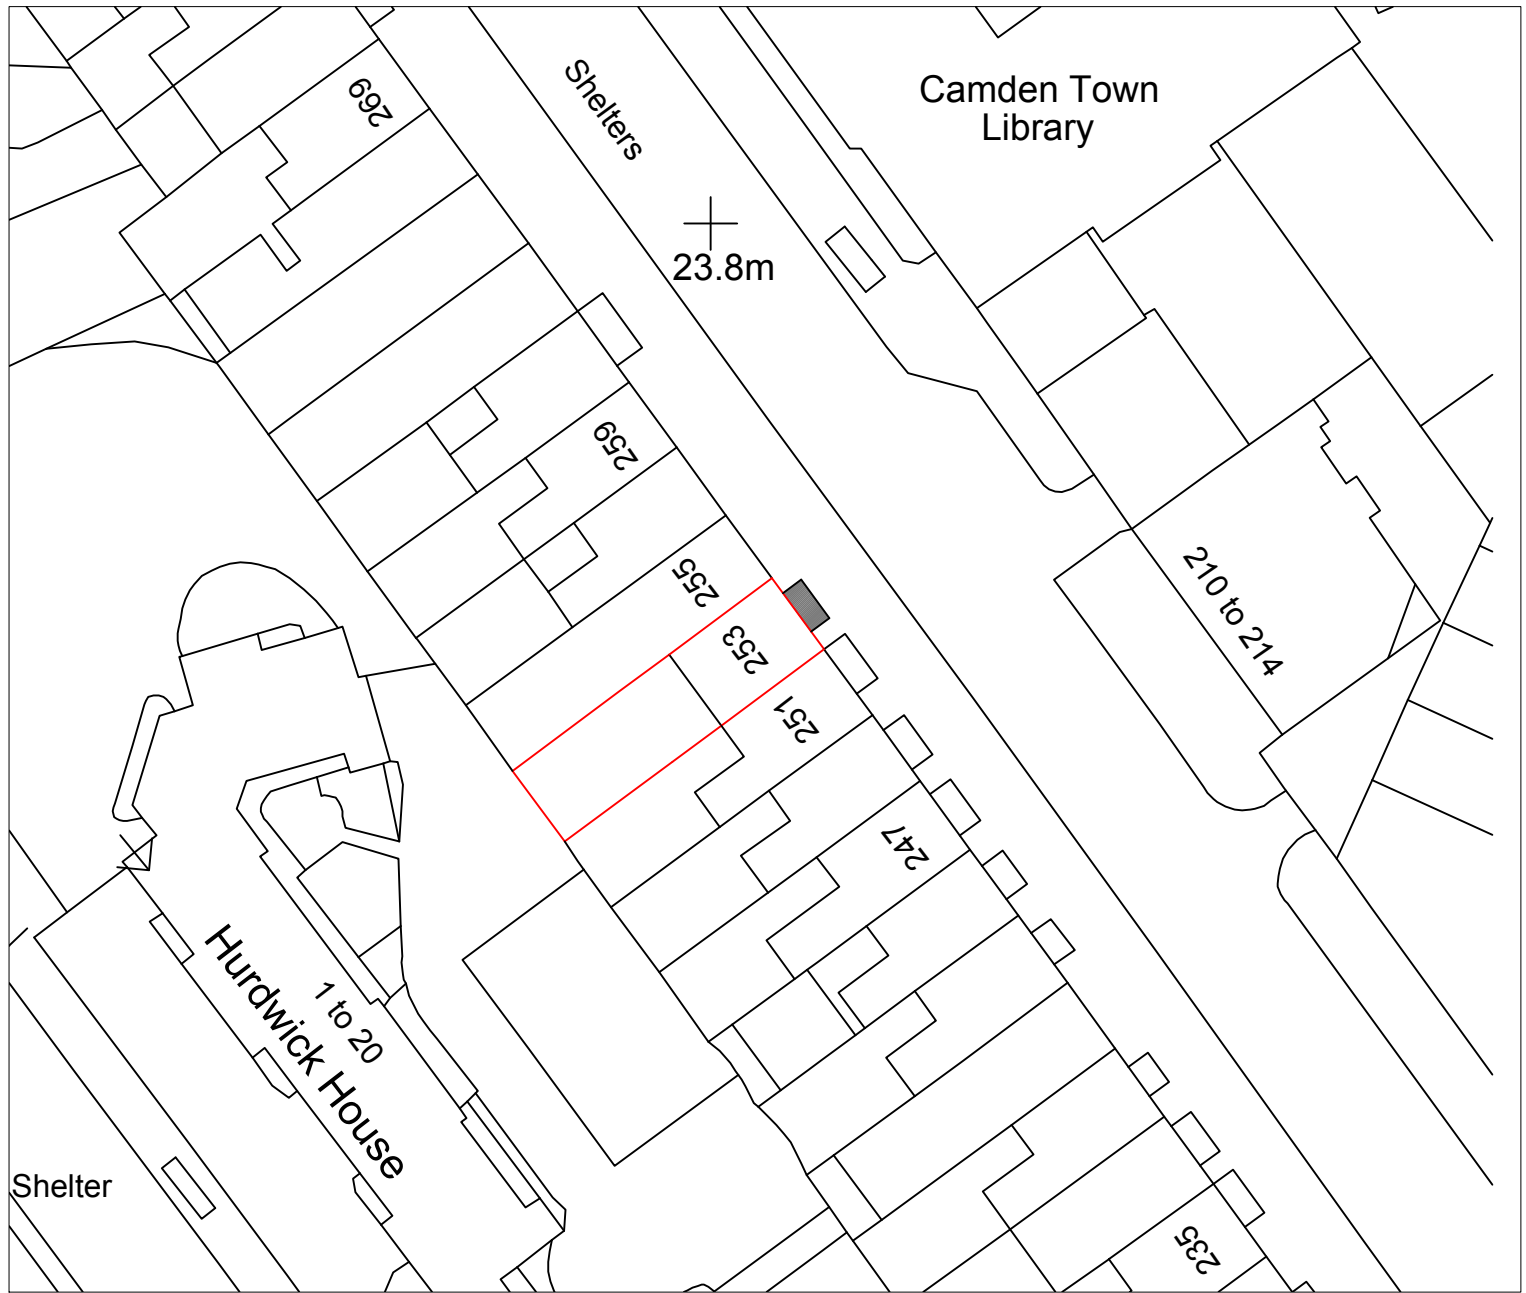 269
Shelters
Camden Town
Library
23.8m
259
255
253
251
247
210 to 214
Hurdwick House
1 to 20
Shelter
235